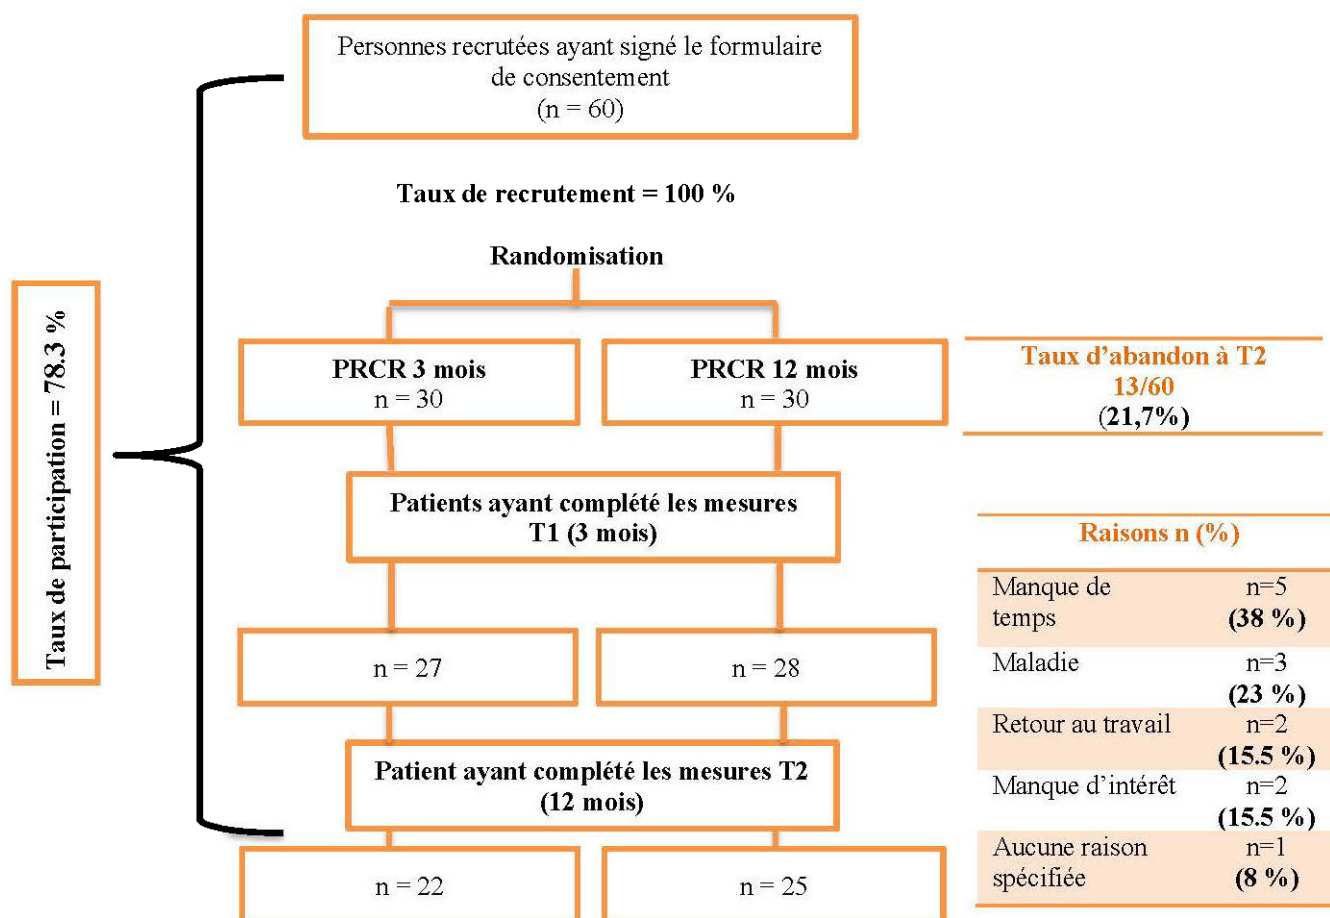 Personnes recrutées ayant signé le formulaire
de consentement
(n = 60)
Taux de recrutement = 100 %
Randomisation
Taux de participation = 78.3 %
PRCR 3 mois
n = 30
PRCR 12 mois
n = 30
Taux d'abandon à T2
13/60
(21,7%)
Patients ayant complété les mesures
T1 (3 mois)
n = 27
n = 28
Patient ayant complété les mesures T2
(12 mois)
n = 22
n = 25
Raisons n (%)
Manque de
temps
n=5
(38 %)
Maladie
n=3
(23 %)
Retour au travail
n=2
(15.5 %)
Manque d'intérêt
n=2
(15.5 %)
Aucune raison
spécifiée
n=1
(8 %)